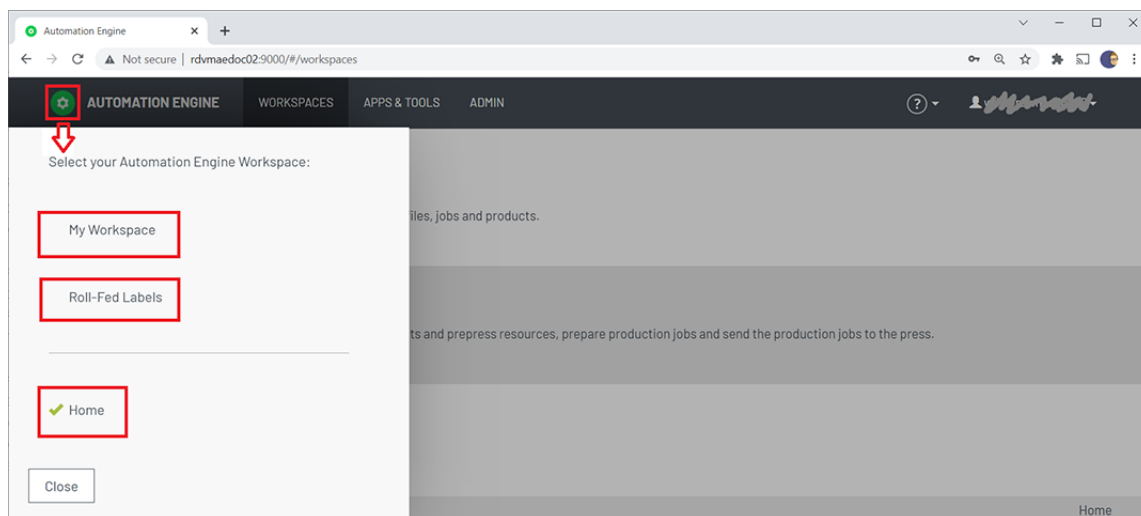 Automation Engine
Not secure | rdvmaedoc02:9000/#/workspaces
AUTOMATION ENGINE WORKSPACES APPS & TOOLS ADMIN
Select your Automation Engine Workspace:
My Workspace
files, jobs and products.
Roll-Fed Labels
ts and prepress resources, prepare production jobs and send the production jobs to the press.
Home
Close
Home